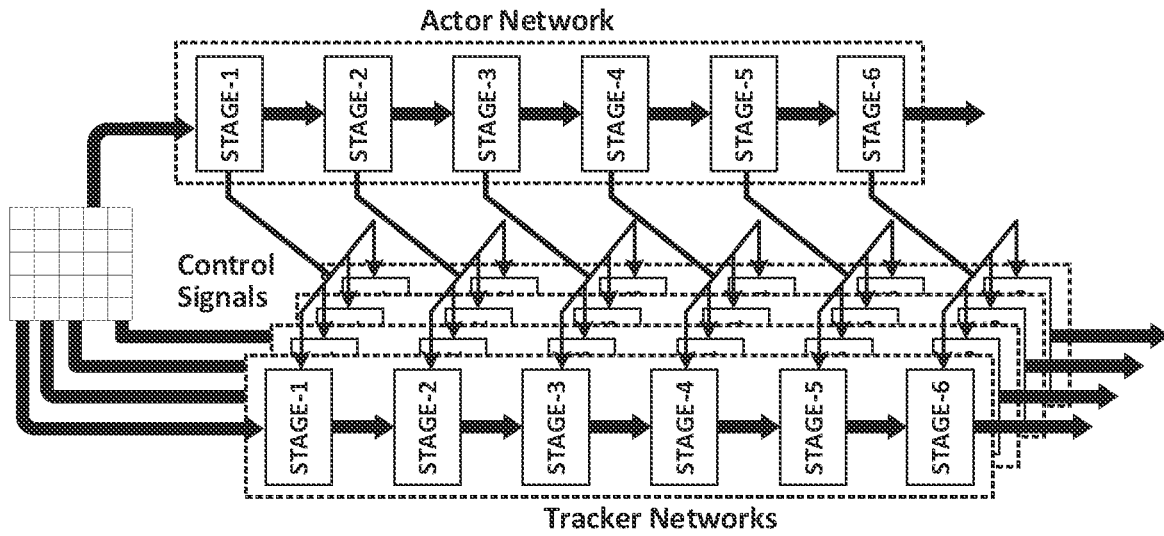 Actor Network
STAGE-1
STAGE-2
STAGE-3
STAGE-4
STAGE-5
STAGE-6
Control
Signals
STAGE-1
STAGE-2
STAGE-3
STAGE-4
STAGE-5
STAGE-6
Tracker Networks